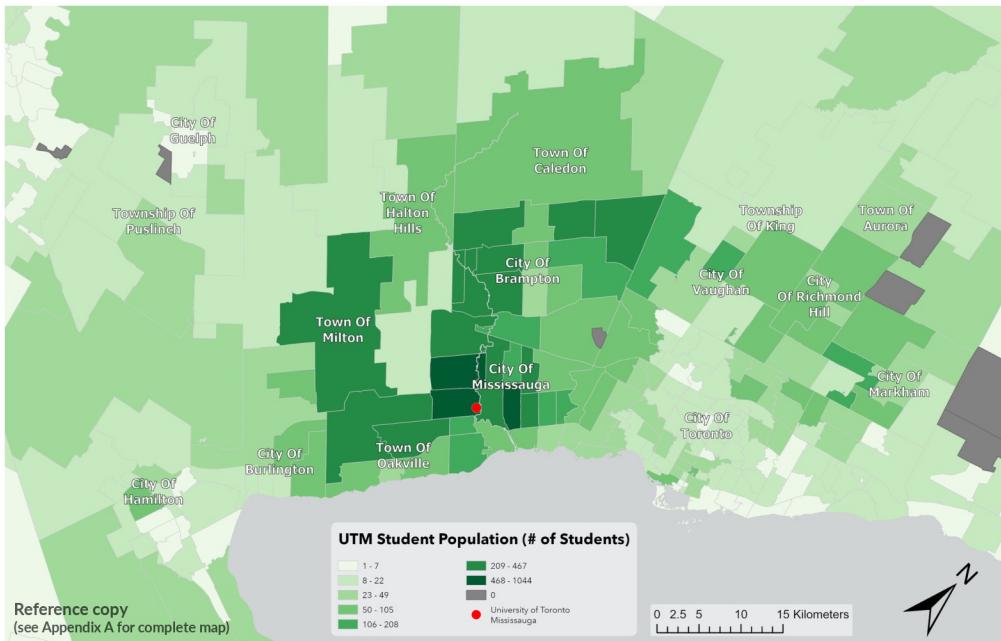 City Of
Guelph
Town Of
Caledon
Town Of
Halton
Hills
Township Of
Puslinch
Township
Of King
Town Of
Aurora
City Of
Brampton
City Of
Vaughan
City
Of Richmond
Hill
Town Of
Milton
City Of
Mississauga
City Of
Markham
City Of
Toronto
Town Of
Oakville
City Of
Burlington
City Of
Hamilton
UTM Student Population (# of Students)
1 - 7
8 - 22
23 - 49
50 - 105
106 - 208
209 - 467
468 - 1044
0
University of Toronto
Mississauga
Reference copy
(see Appendix A for complete map)
0 2.5 5 10 15 Kilometers
N